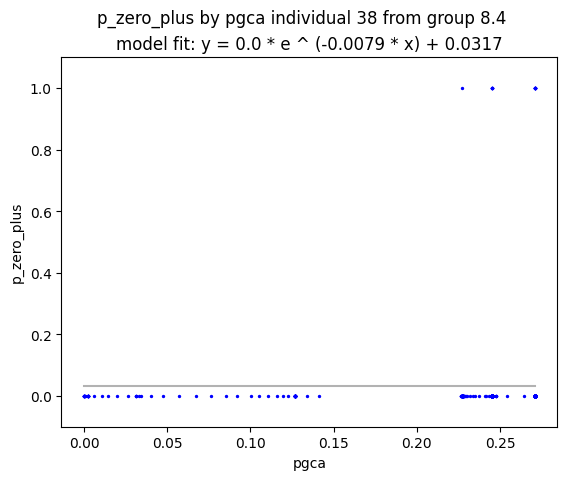 p_zero_plus by pgca individual 38 from group 8.4
model fit: y = 0.0 * e ^ (-0.0079 * x) + 0.0317
1.0
0.8
0.6
p_zero_plus
0.4
0.2
0.0
0.00 0.05 0.10 0.15 0.20 0.25
pgca